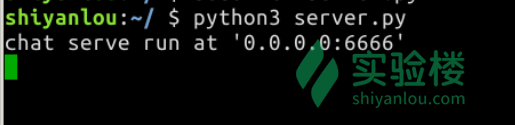 shiyanlou:~/ $ python3 server.py
chat serve run at '0.0.0.0:6666'
实验楼
shiyanlou.com